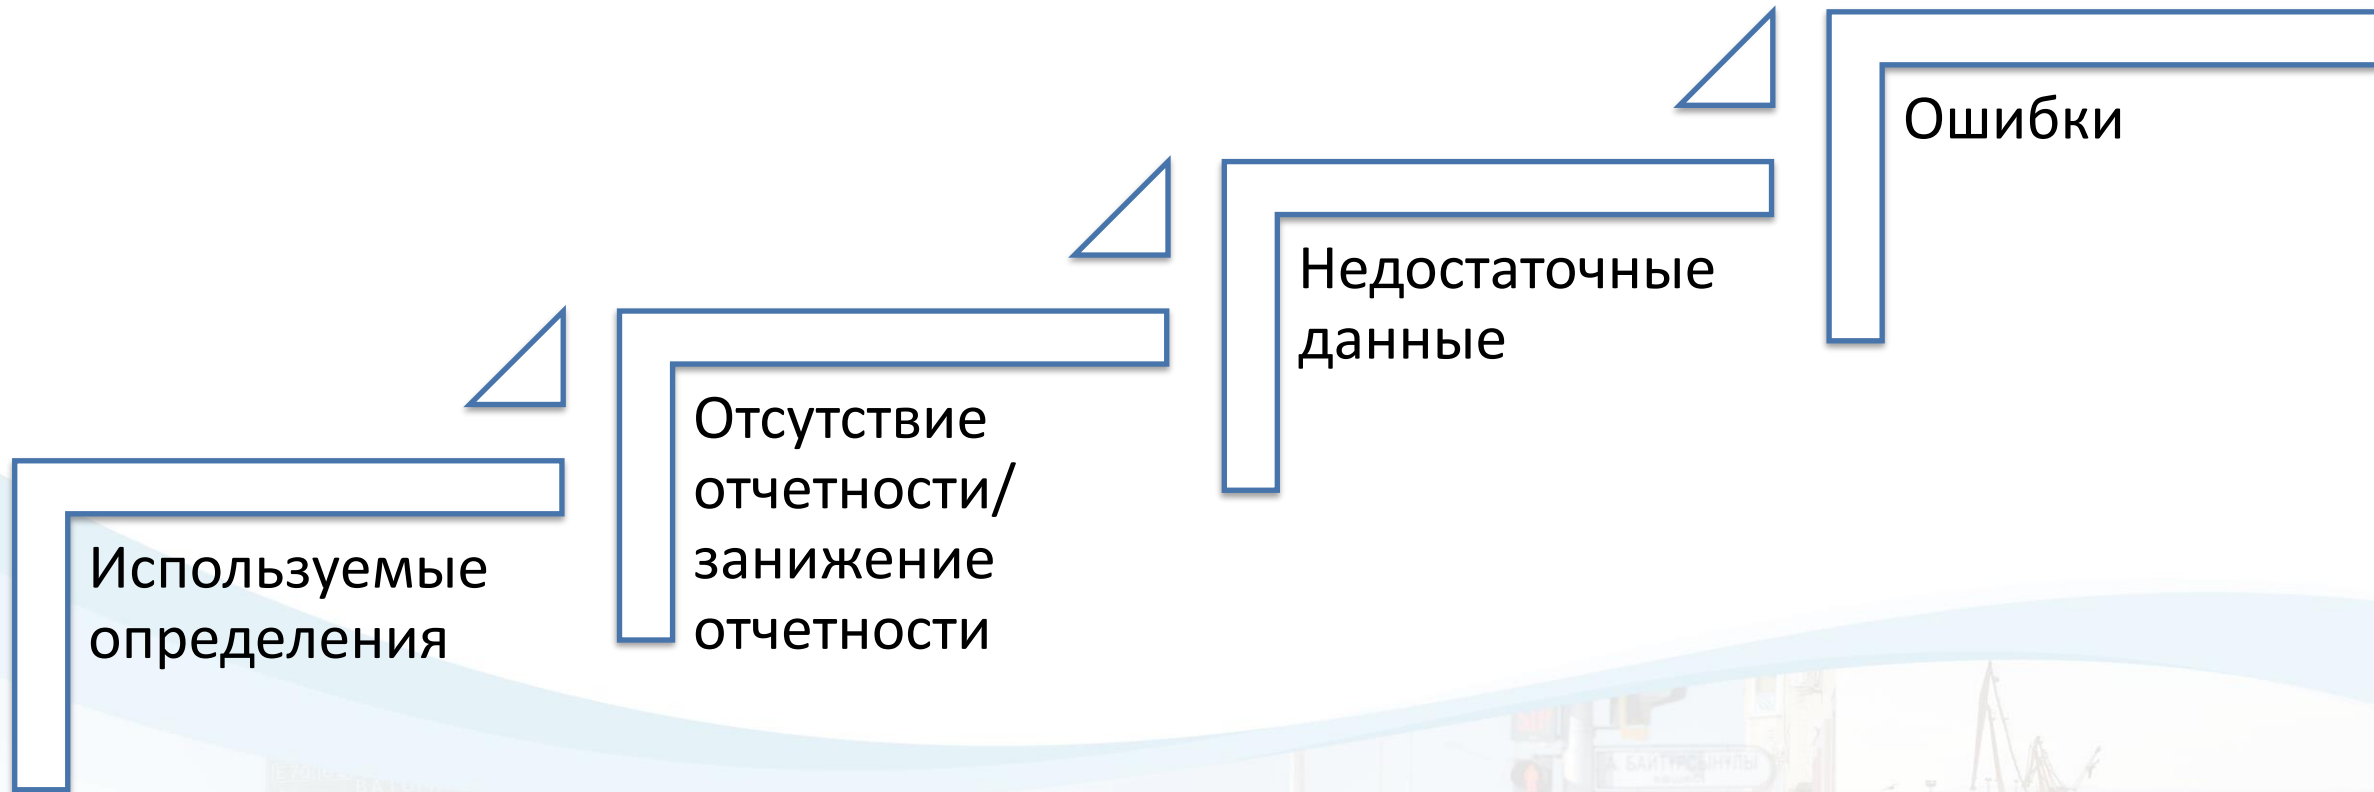 Используемые
определения
Отсутствие
отчетности/
занижение
отчетности
Недостаточные
данные
Ошибки